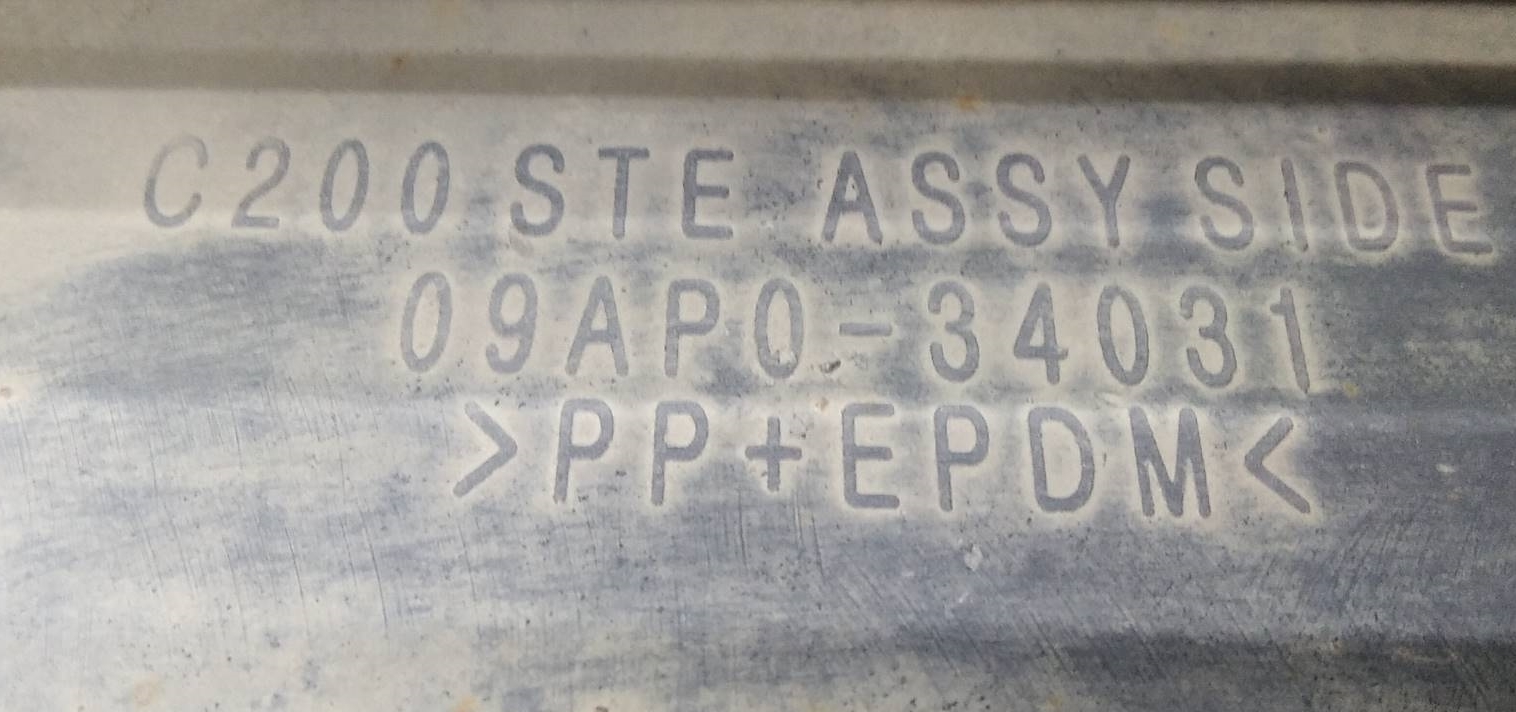 C200 STE ASSY SIDE
09AP0-34031
>PP+EPDM<